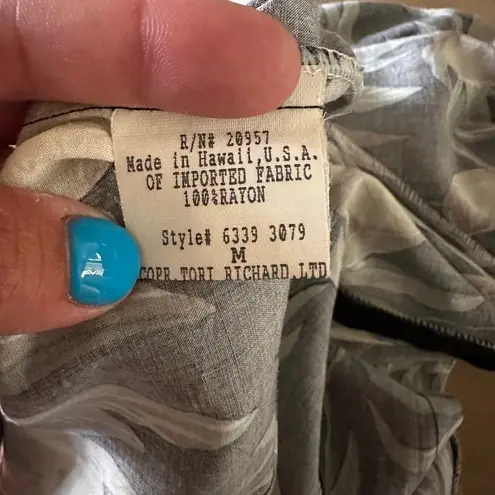 R/N# 20957
Made in Hawaii,U.S.A.
OF IMPORTED FABRIC
100%RAYON
Style# 6339 3079
M
COPR.TORI RICHARD,LTD